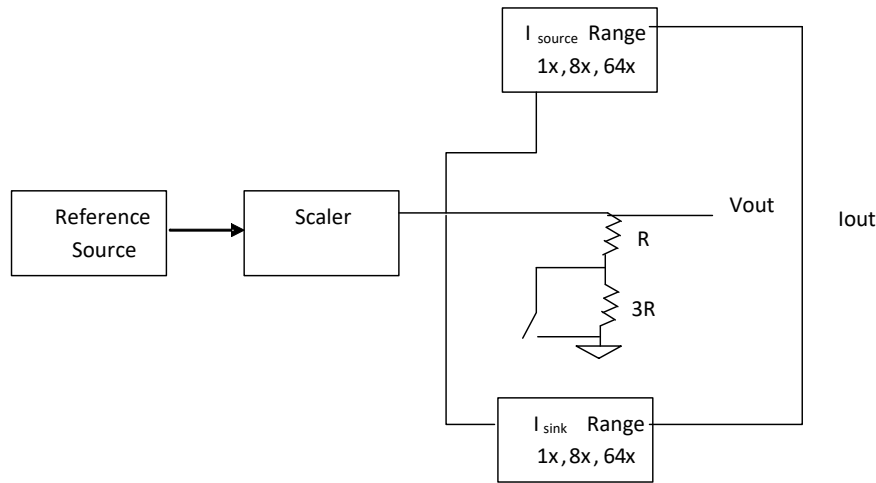 I source Range
1x, 8x, 64x
Reference
Source
Scaler
Vout
Iout
R
3R
I sink Range
1x, 8x, 64x